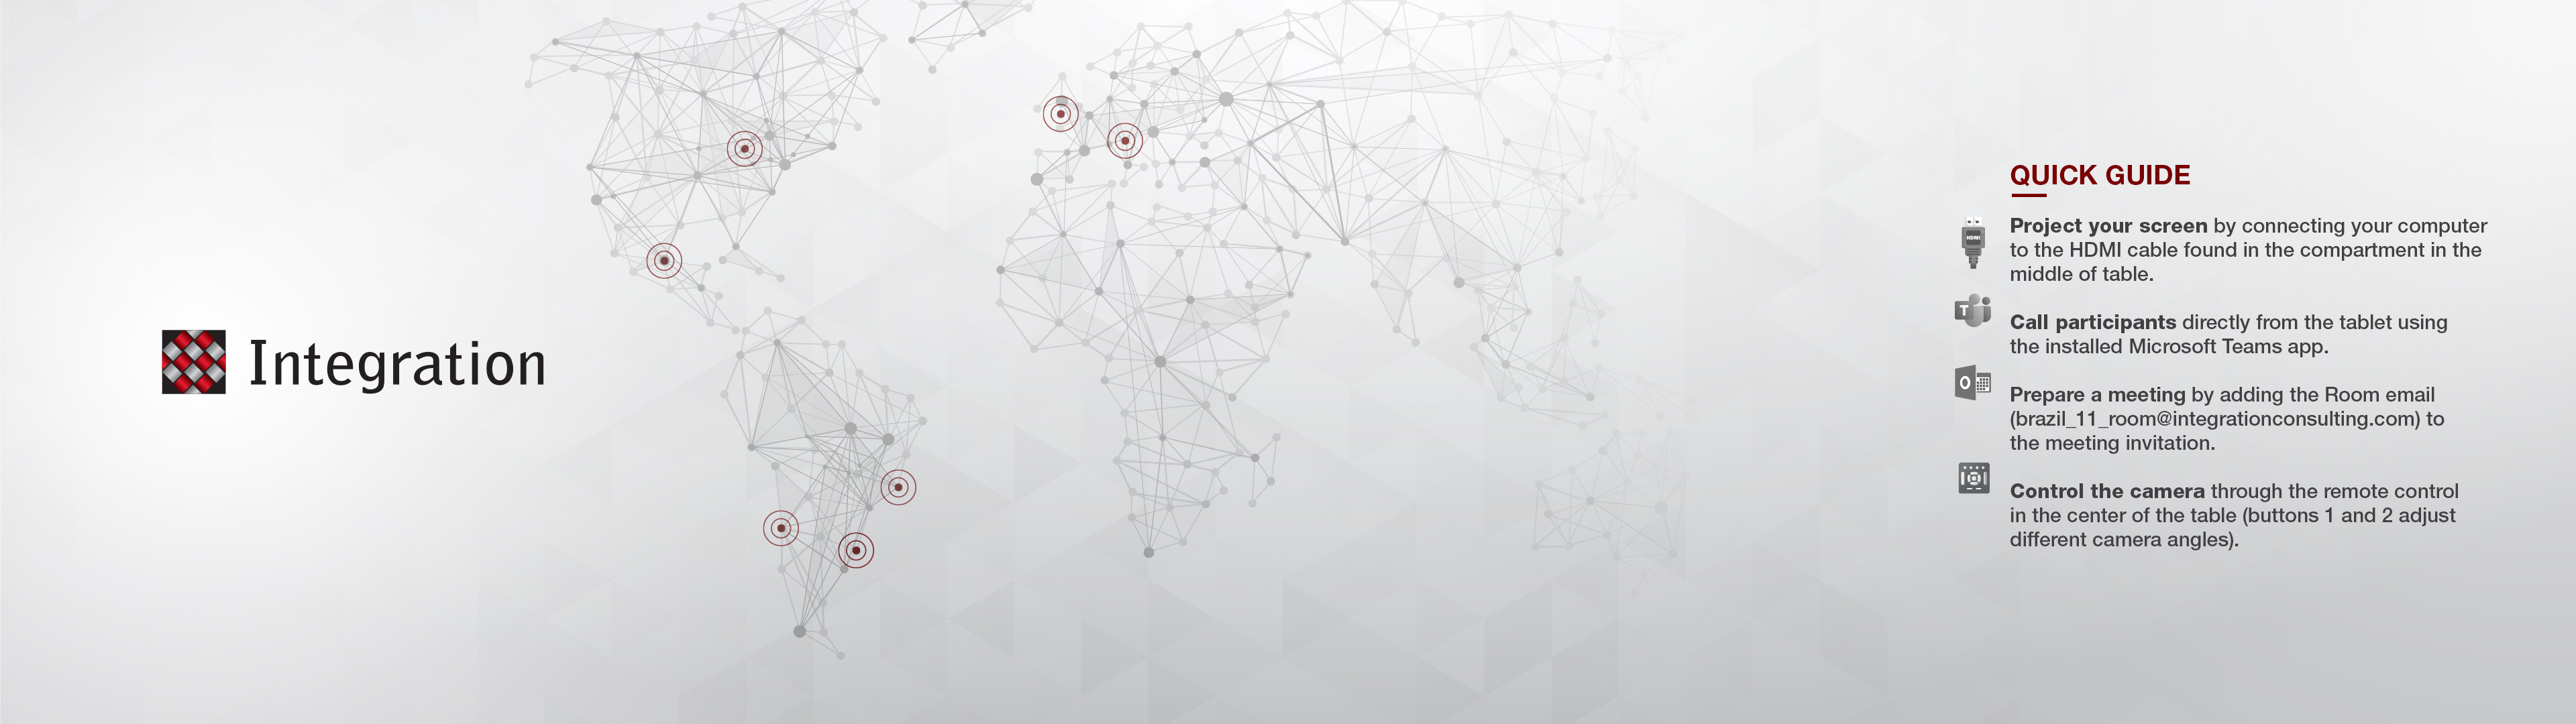 Integration
QUICK GUIDE
HDMI
Project your screen by connecting your computer
to the HDMI cable found in the compartment in the
middle of table.
T
Call participants directly from the tablet using
the installed Microsoft Teams app.
O
Prepare a meeting by adding the Room email
(brazil_11_room@integrationconsulting.com) to
the meeting invitation.
Control the camera through the remote control
in the center of the table (buttons 1 and 2 adjust
different camera angles).